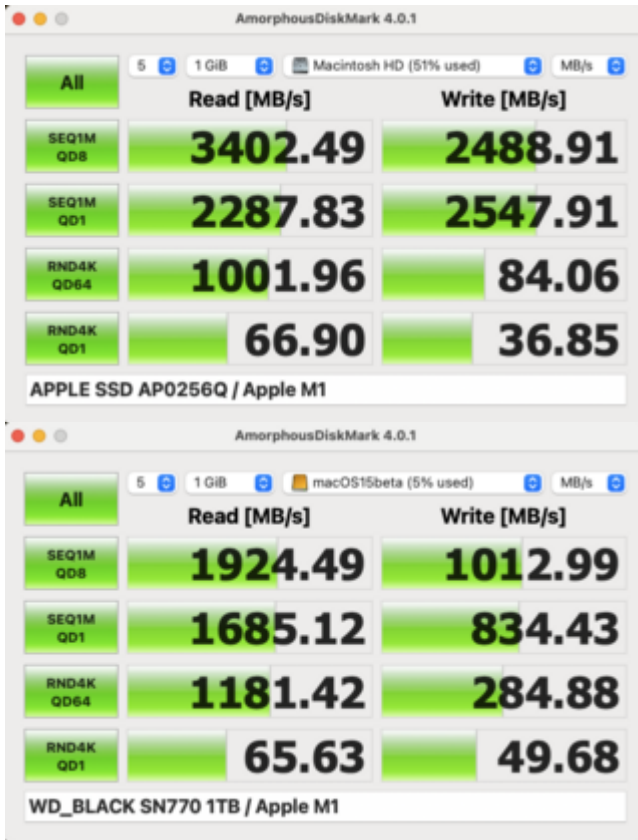 AmorphousDiskMark 4.0.1
All 5 1 GiB Macintosh HD (51% used) MB/s
Read [MB/s] Write [MB/s]
SEQ1M QD8 3402.49 2488.91
SEQ1M QD1 2287.83 2547.91
RND4K QD64 1001.96 84.06
RND4K QD1 66.90 36.85
APPLE SSD AP0256Q / Apple M1
AmorphousDiskMark 4.0.1
All 5 1 GiB macOS15beta (5% used) MB/s
Read [MB/s] Write [MB/s]
SEQ1M QD8 1924.49 1012.99
SEQ1M QD1 1685.12 834.43
RND4K QD64 1181.42 284.88
RND4K QD1 65.63 49.68
WD_BLACK SN770 1TB / Apple M1